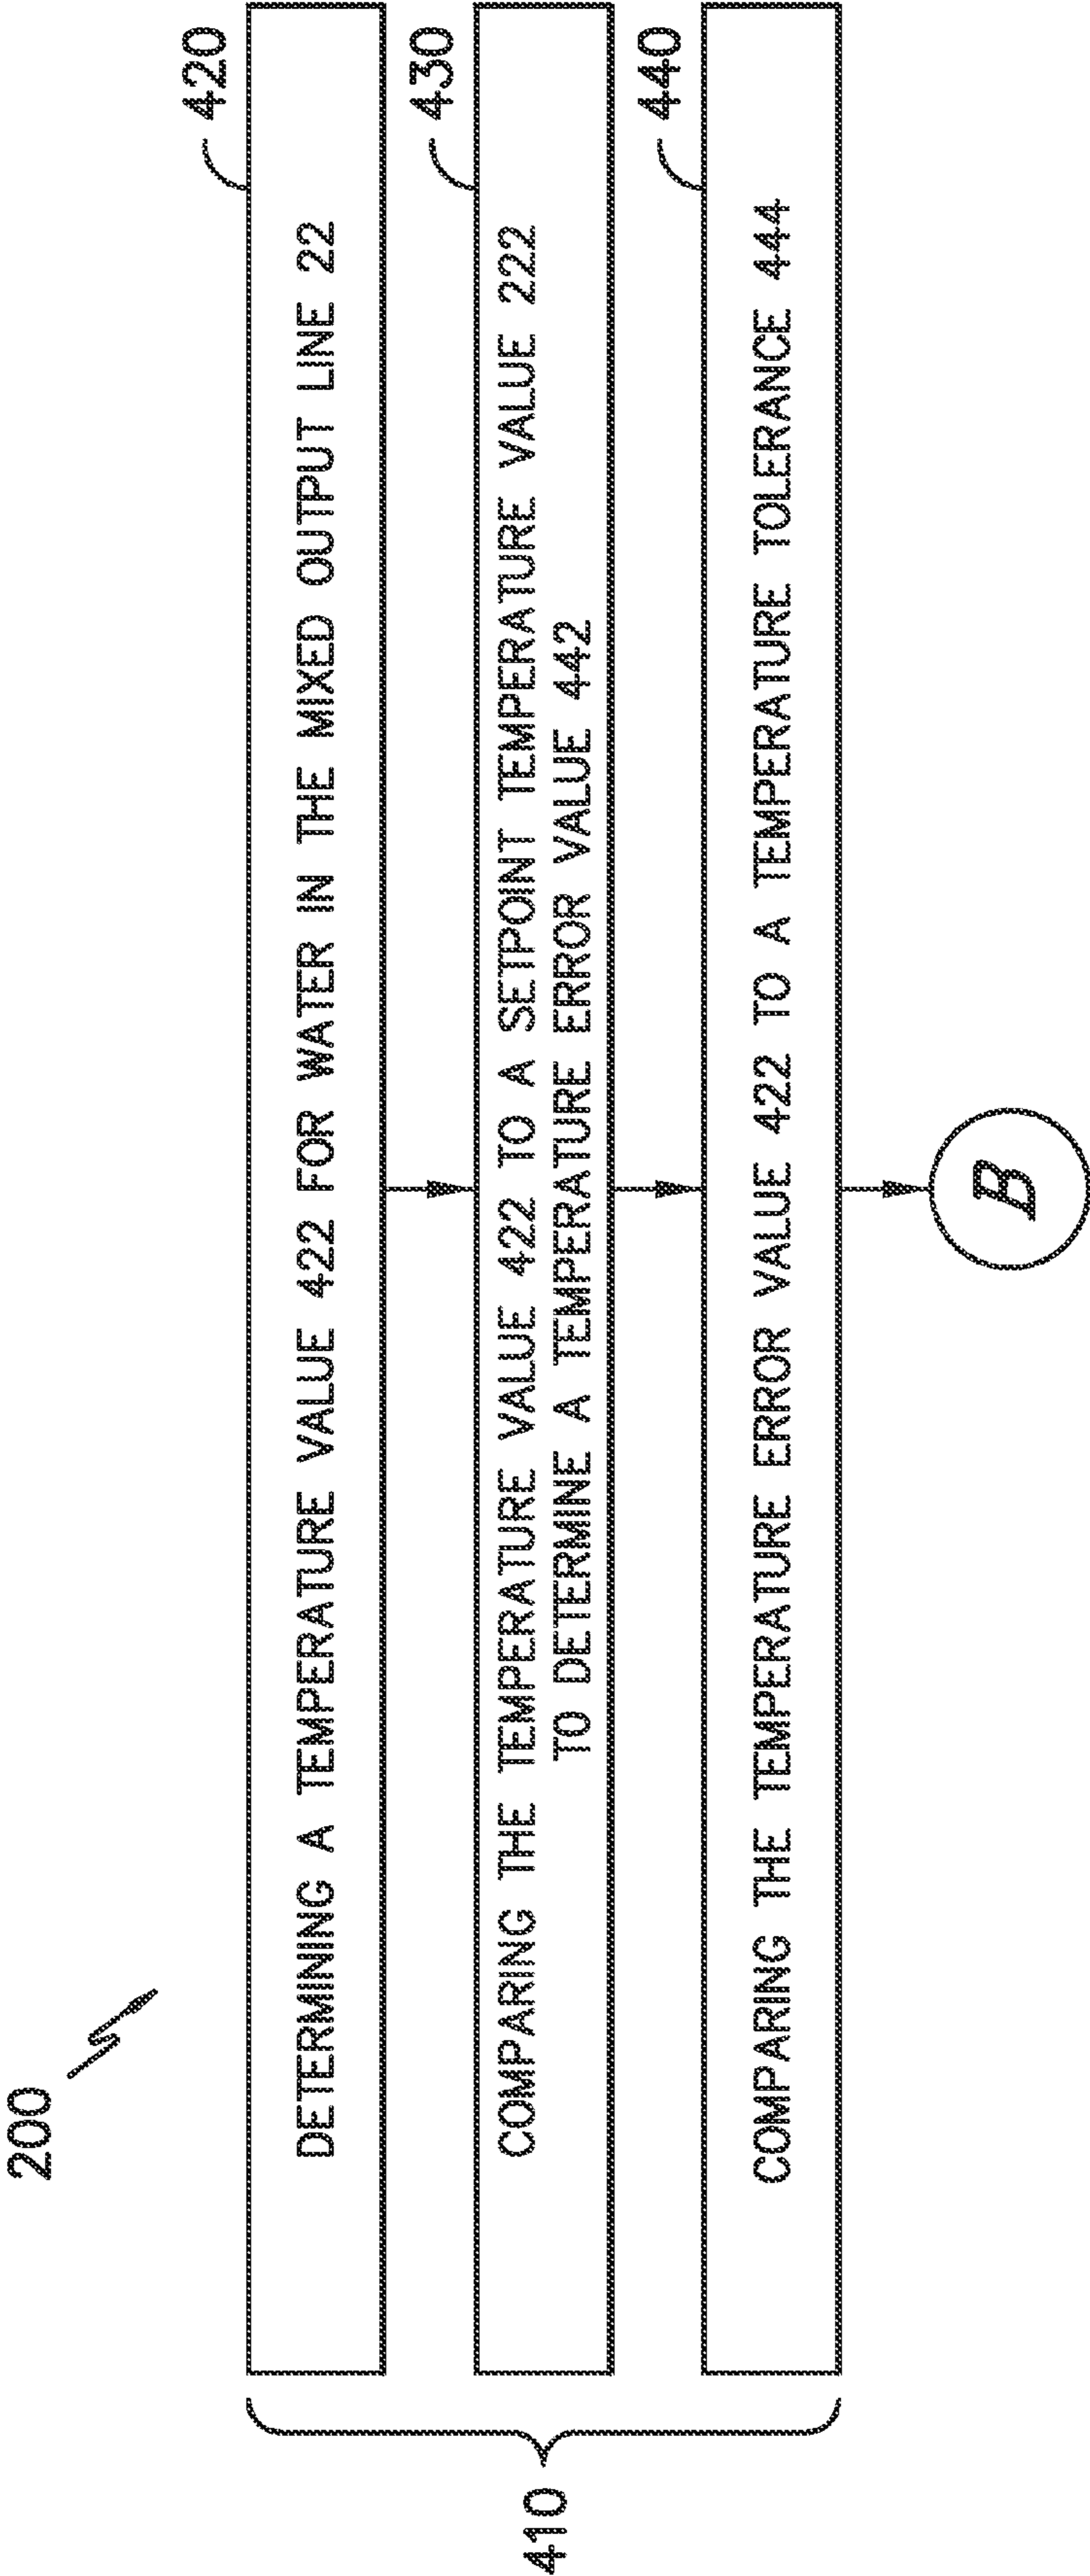 200
410
420
DETERMINING A TEMPERATURE VALUE 422 FOR WATER IN THE MIXED OUTPUT LINE 22
430
COMPARING THE TEMPERATURE VALUE 422 TO A SETPOINT TEMPERATURE VALUE 222
TO DETERMINE A TEMPERATURE ERROR VALUE 442
440
COMPARING THE TEMPERATURE ERROR VALUE 422 TO A TEMPERATURE TOLERANCE 444
B